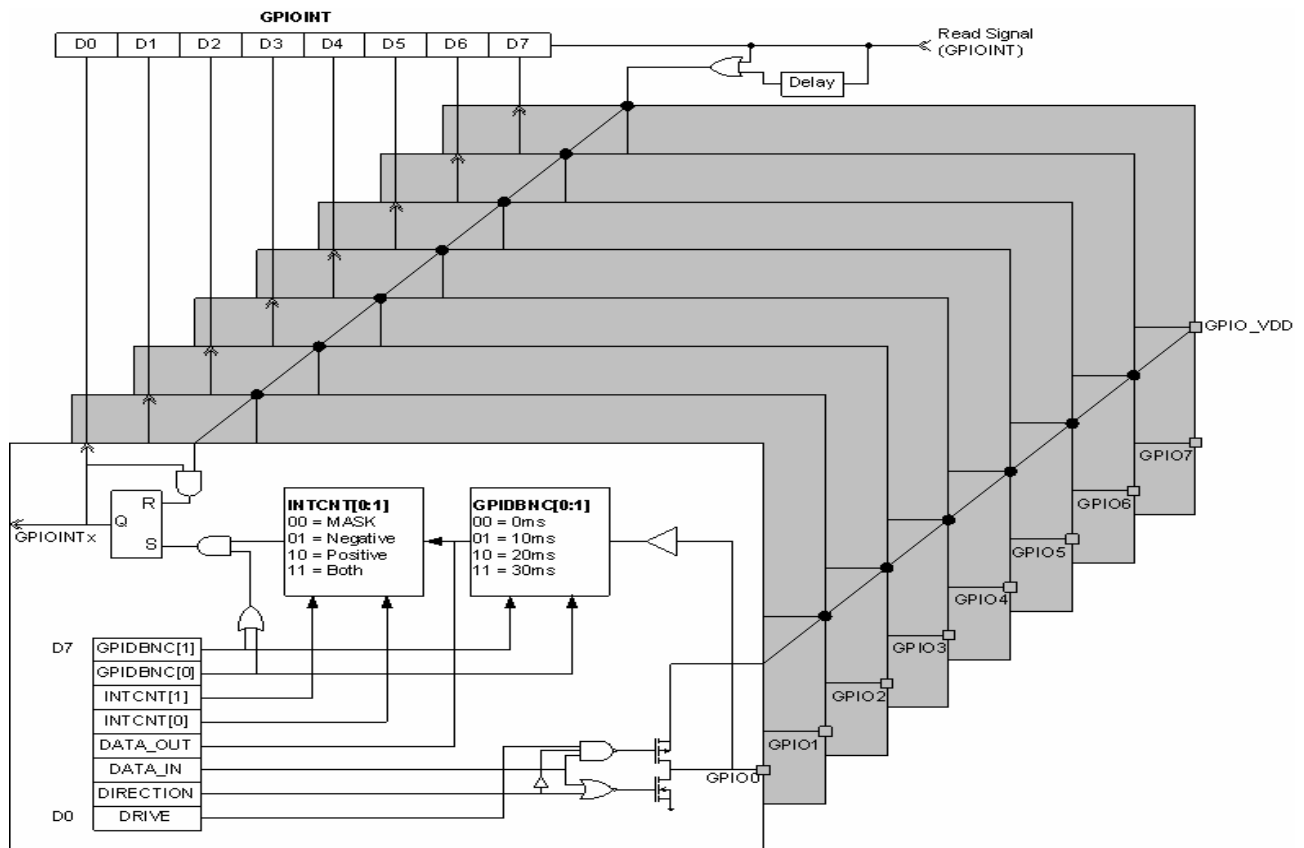 GPIOINT
D0 D1 D2 D3 D4 D5 D6 D7
Read Signal
(GPIOINT)
Delay
GPIO_VDD
GPIO7
GPIO6
GPIO5
GPIO4
GPIO3
GPIO2
GPIO1
GPIO0
R
Q
S
GPIOINTx
INTCNT[0:1]
00 = MASK
01 = Negative
10 = Positive
11 = Both
GPIDBNC[0:1]
00 = 0ms
01 = 10ms
10 = 20ms
11 = 30ms
D7 GPIDBNC[1]
GPIDBNC[0]
INTCNT[1]
INTCNT[0]
DATA_OUT
DATA_IN
DIRECTION
D0 DRIVE